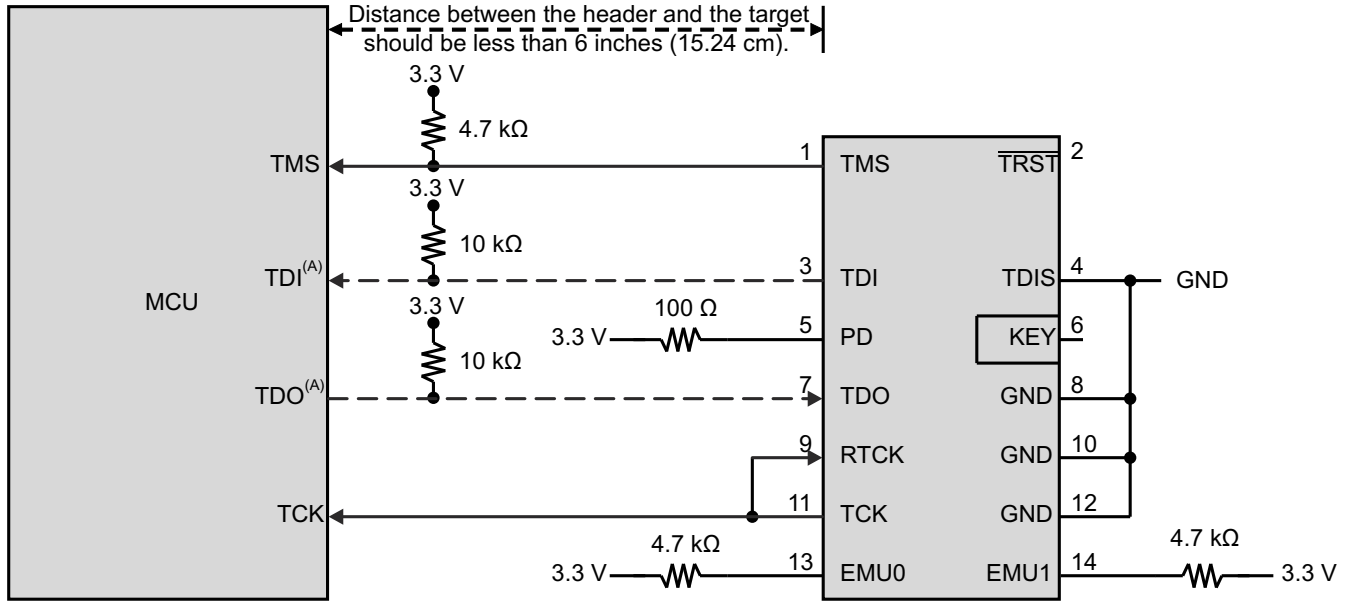 Distance between the header and the target
should be less than 6 inches (15.24 cm).
3.3 V
4.7 kΩ
TMS
1
TMS
TRST
2
3.3 V
10 kΩ
TDI(A)
3
TDI
TDIS
4
GND
MCU
3.3 V
100 Ω
3.3 V
5
PD
KEY
6
10 kΩ
TDO(A)
7
TDO
GND
8
9
RTCK
GND
10
TCK
11
TCK
GND
12
4.7 kΩ
3.3 V
13
EMU0
EMU1
14
4.7 kΩ
3.3 V